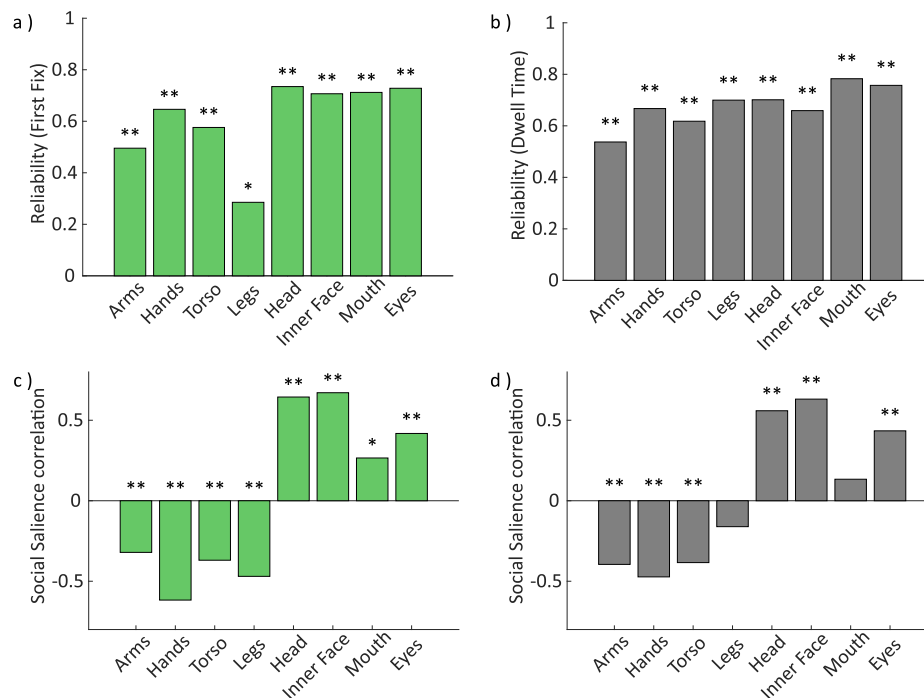 a )
Reliability (First Fix)
1
0.8
0.6
0.4
0.2
0
** ** ** * ** ** ** **
Arms Hands Torso Legs Head Inner Face Mouth Eyes
b )
Reliability (Dwell Time)
1
0.8
0.6
0.4
0.2
0
** ** ** ** ** ** ** **
Arms Hands Torso Legs Head Inner Face Mouth Eyes
c )
Social Salience correlation
0.5
0
-0.5
** ** ** ** ** ** * **
Arms Hands Torso Legs Head Inner Face Mouth Eyes
d )
Social Salience correlation
0.5
0
-0.5
** ** ** ** ** **
Arms Hands Torso Legs Head Inner Face Mouth Eyes